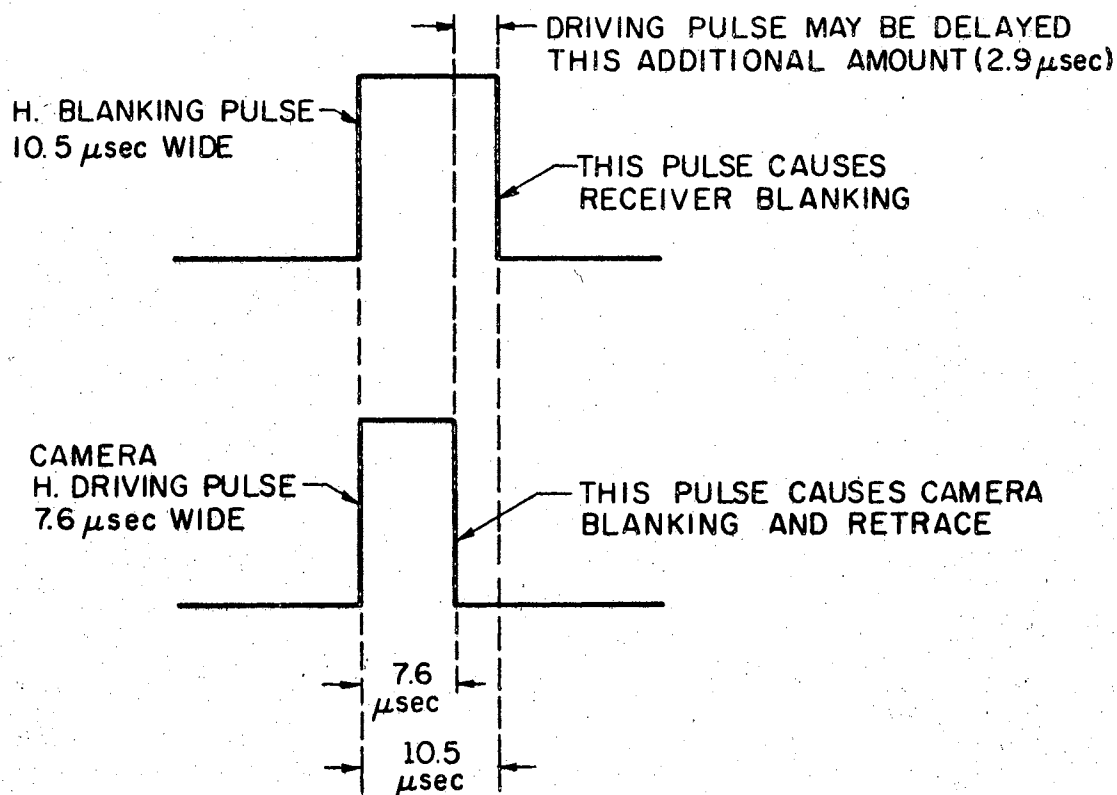 DRIVING PULSE MAY BE DELAYED
THIS ADDITIONAL AMOUNT (2.9 μsec)
H. BLANKING PULSE
10.5 μsec WIDE
THIS PULSE CAUSES
RECEIVER BLANKING
CAMERA
H. DRIVING PULSE
7.6 μsec WIDE
THIS PULSE CAUSES CAMERA
BLANKING AND RETRACE
7.6
μsec
10.5
μsec